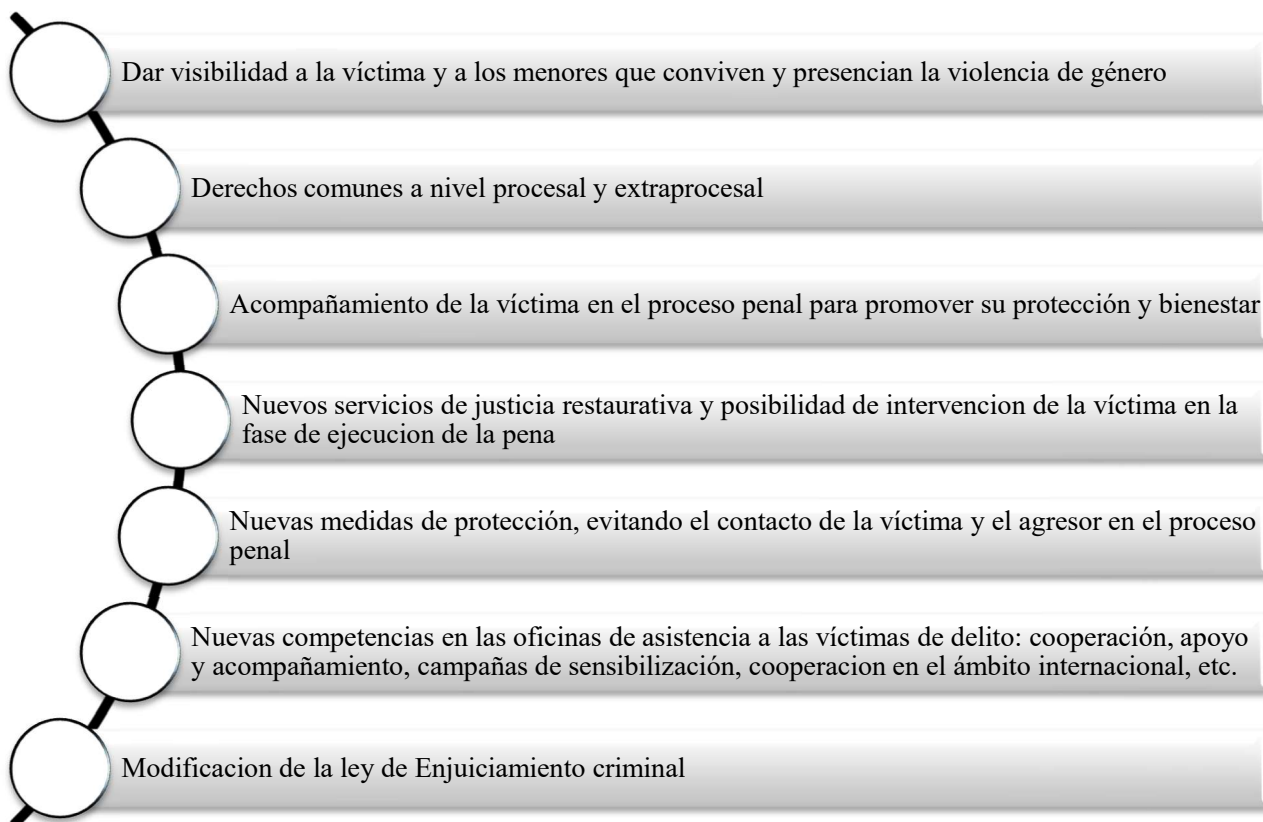 Dar visibilidad a la víctima y a los menores que conviven y presencian la violencia de género
Derechos comunes a nivel procesal y extraprocesal
Acompañamiento de la víctima en el proceso penal para promover su protección y bienestar
Nuevos servicios de justicia restaurativa y posibilidad de intervencion de la víctima en la
fase de ejecucion de la pena
Nuevas medidas de protección, evitando el contacto de la víctima y el agresor en el proceso
penal
Nuevas competencias en las oficinas de asistencia a las víctimas de delito: cooperación, apoyo
y acompañamiento, campañas de sensibilización, cooperacion en el ámbito internacional, etc.
Modificacion de la ley de Enjuiciamiento criminal